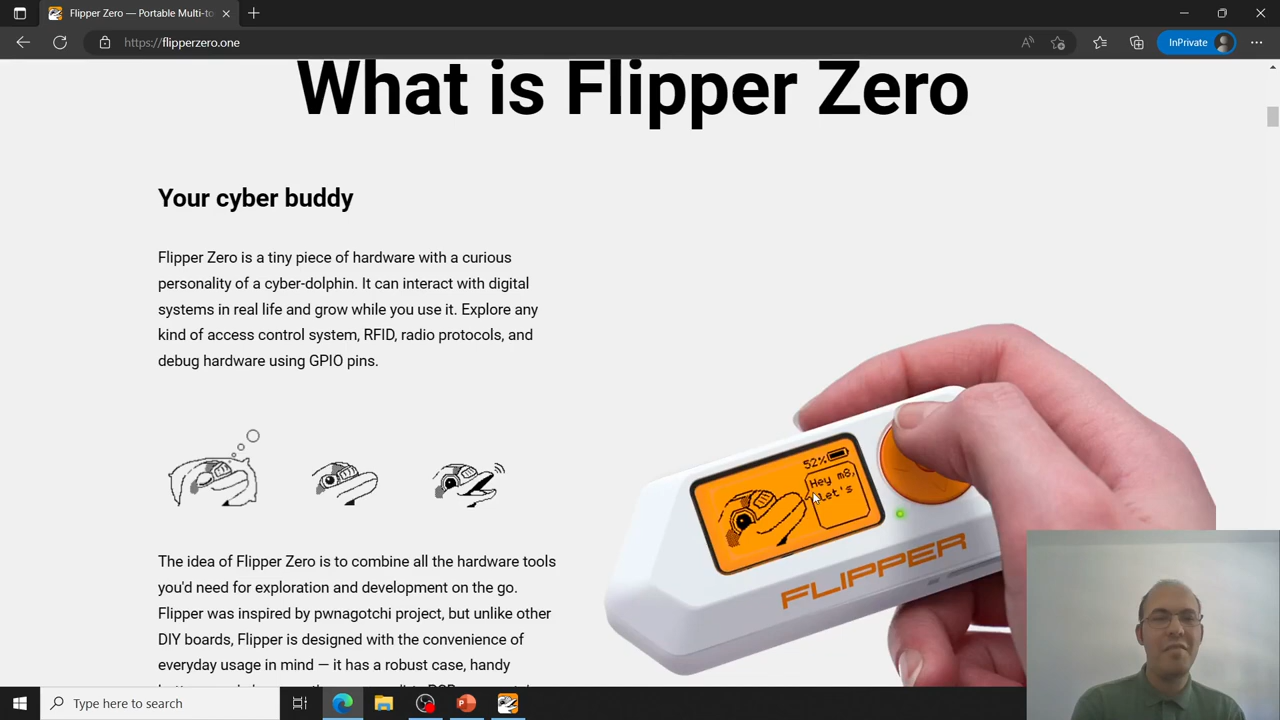 Flipper Zero — Portable Multi-to
https://flipperzero.one
InPrivate
What is Flipper Zero
Your cyber buddy
Flipper Zero is a tiny piece of hardware with a curious
personality of a cyber-dolphin. It can interact with digital
systems in real life and grow while you use it. Explore any
kind of access control system, RFID, radio protocols, and
debug hardware using GPIO pins.
52%
Hey m8,
Let's
FLIPPER
The idea of Flipper Zero is to combine all the hardware tools
you'd need for exploration and development on the go.
Flipper was inspired by pwnagotchi project, but unlike other
DIY boards, Flipper is designed with the convenience of
everyday usage in mind — it has a robust case, handy
Type here to search